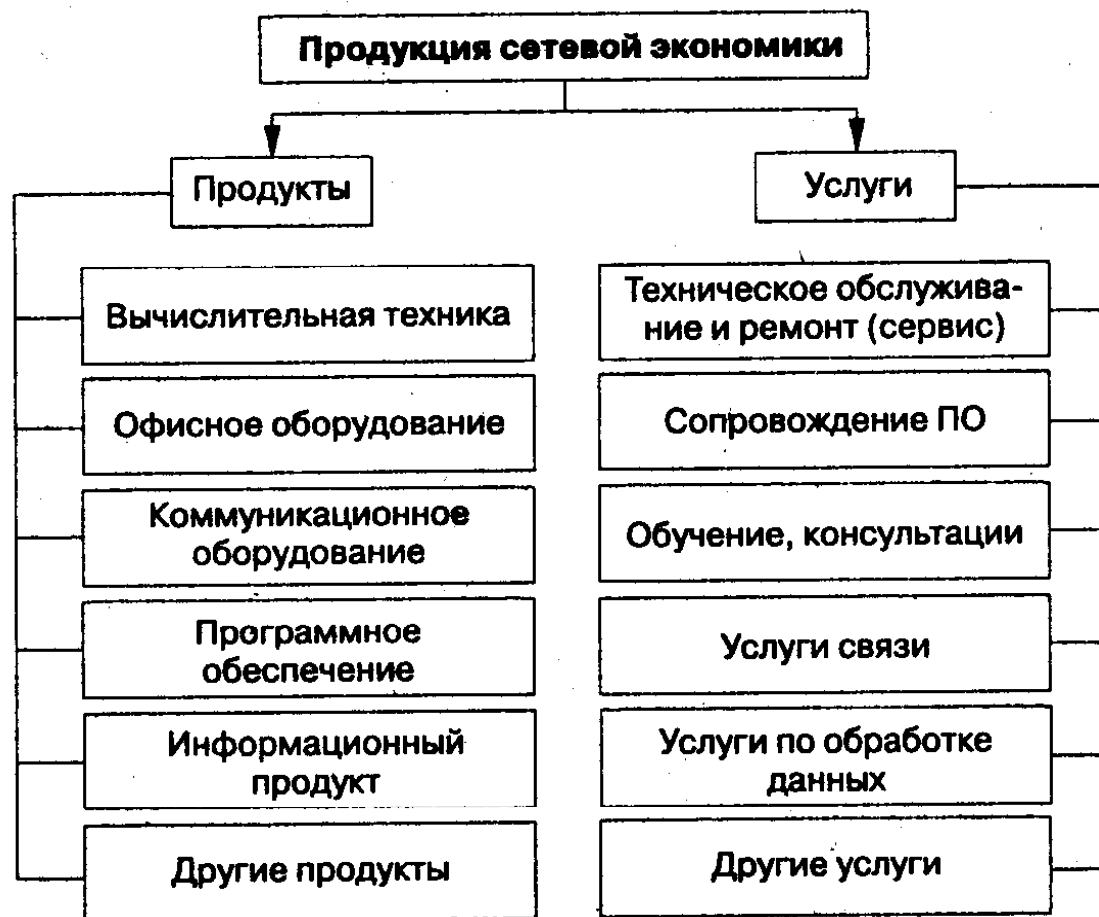 Продукция сетевой экономики
Продукты
Услуги
Вычислительная техника
Офисное оборудование
Коммуникационное
оборудование
Программное
обеспечение
Информационный
продукт
Другие продукты
Техническое обслужива-
ние и ремонт (сервис)
Сопровождение ПО
Обучение, консультации
Услуги связи
Услуги по обработке
данных
Другие услуги